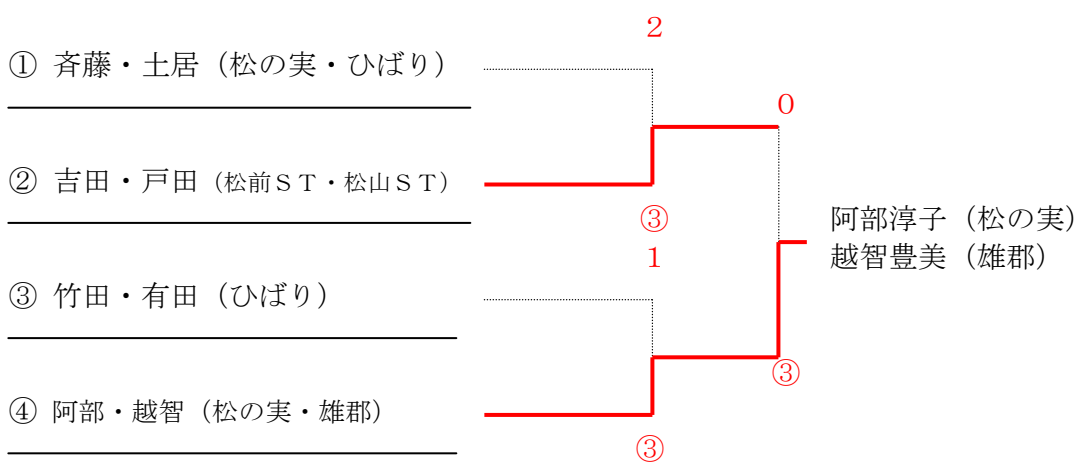 2
① 斉藤・土居（松の実・ひばり）
0
② 吉田・戸田（松前ＳＴ・松山ＳＴ）
③
阿部淳子（松の実）
1
越智豊美（雄郡）
③ 竹田・有田（ひばり）
③
④ 阿部・越智（松の実・雄郡）
③